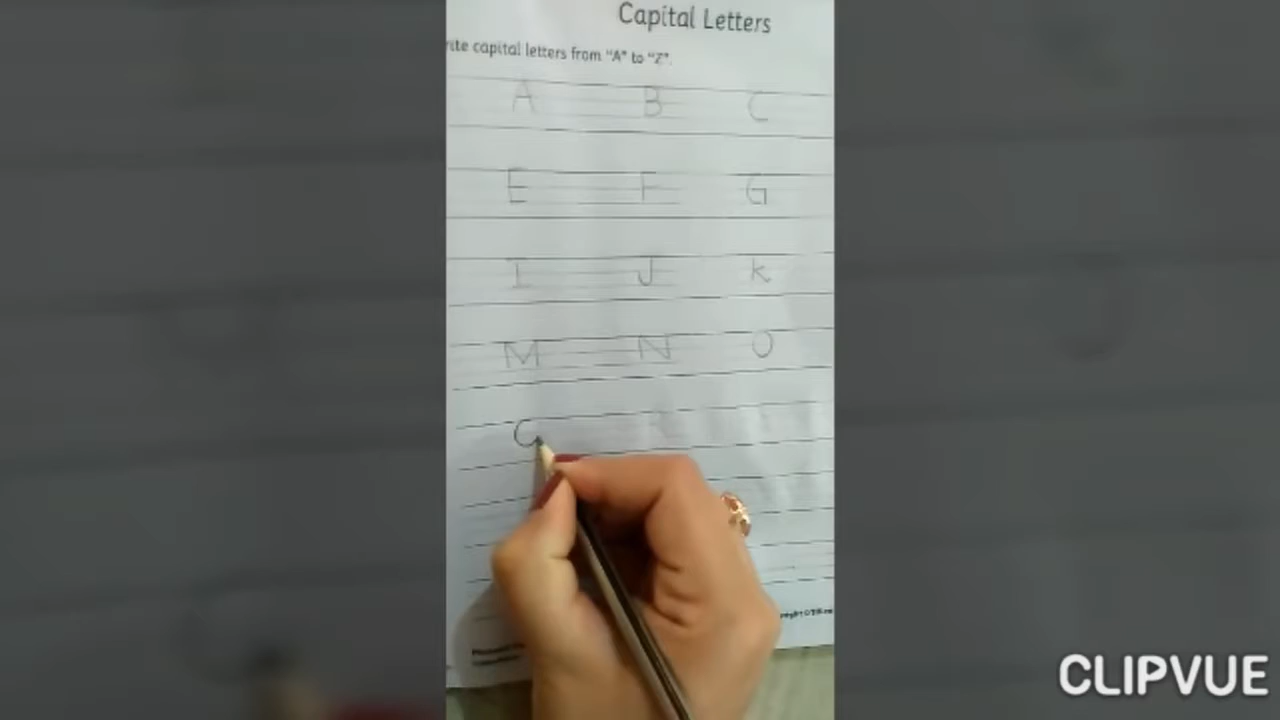 Capital Letters
rite capital letters from "A" to "Z".
A B C
E F G
I J k
M N O
C
CLIPVUE